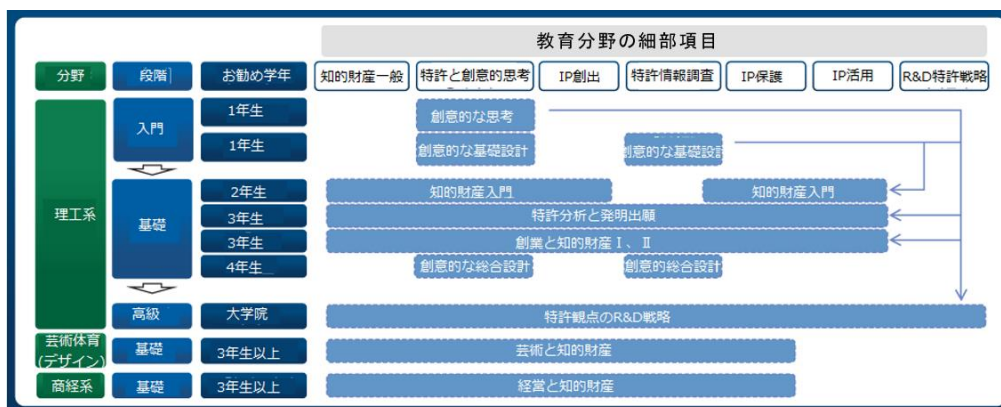 教育分野の細部項目
分野 段階 お勧め学年 知的財産一般 特許と創意的思考 IP創出 特許情報調査 IP保護 IP活用 R&D特許戦略
理工系
入門
1年生 創意的な思考
1年生 創意的な基礎設計 創意的な基礎設計
基礎
2年生 知的財産入門 知的財産入門
3年生 特許分析と発明出願
3年生 創業と知的財産Ⅰ、Ⅱ
4年生 創意的な総合設計 創意的総合設計
高級 大学院 特許観点のR&D戦略
芸術体育
(デザイン)
基礎 3年生以上 芸術と知的財産
商経系 基礎 3年生以上 経営と知的財産